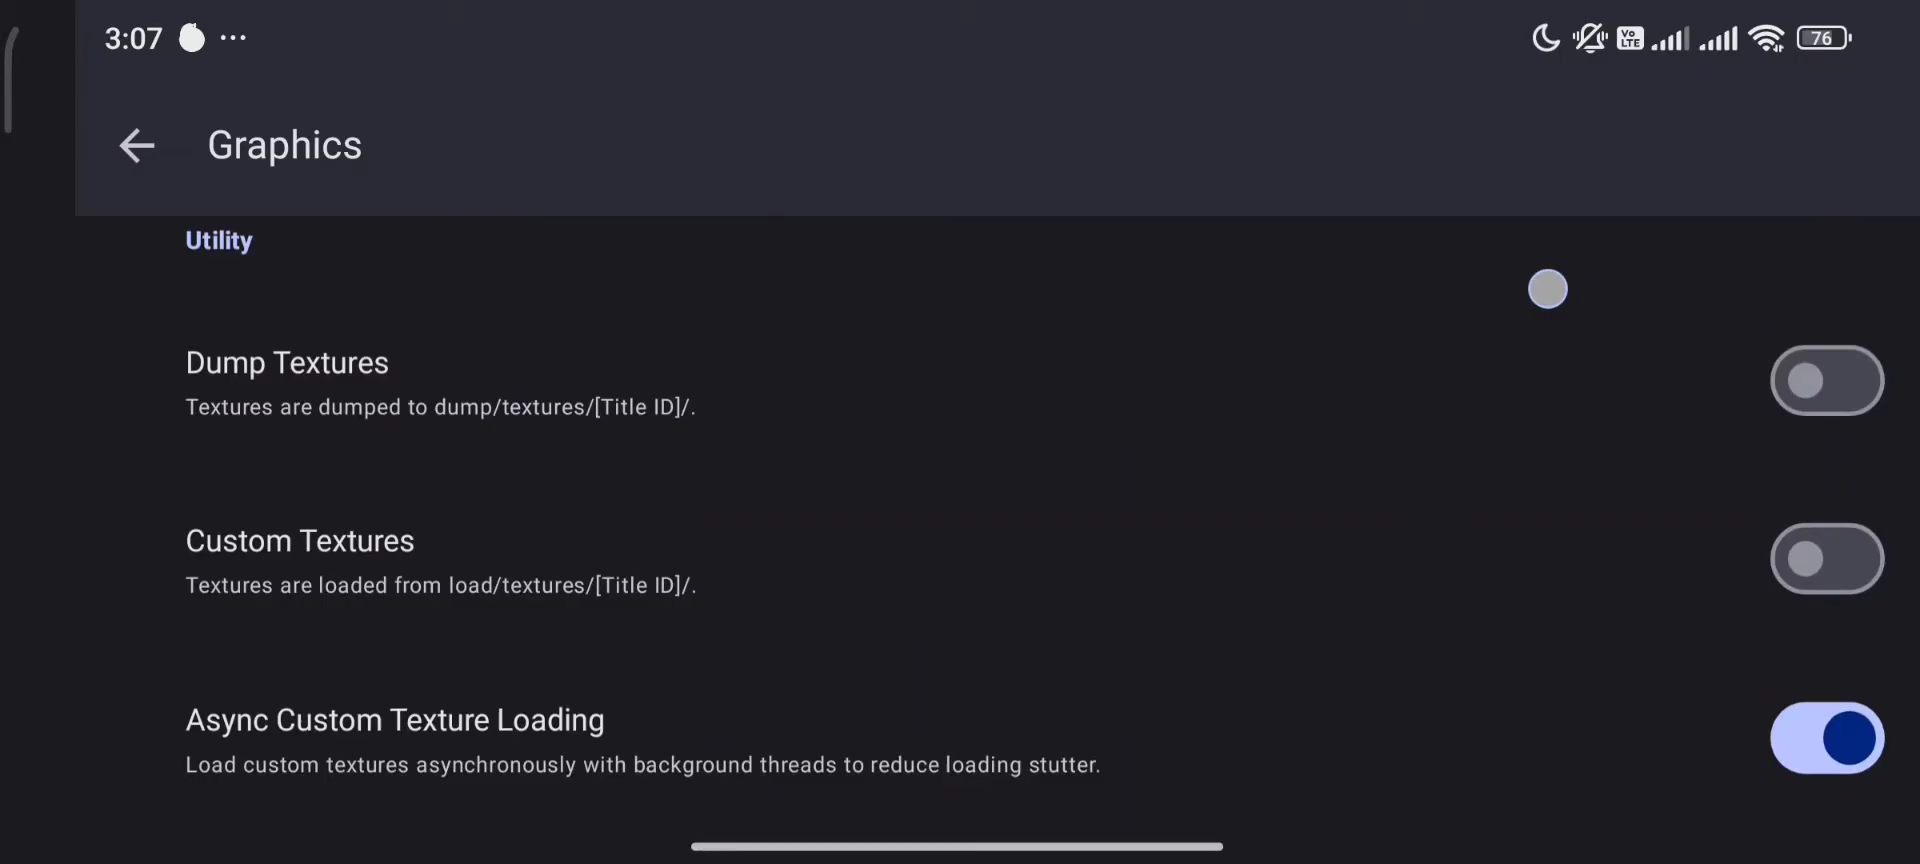 3:07 ...
Vo LTE 76
Graphics
Utility
Dump Textures
Textures are dumped to dump/textures/[Title ID]/.
Custom Textures
Textures are loaded from load/textures/[Title ID]/.
Async Custom Texture Loading
Load custom textures asynchronously with background threads to reduce loading stutter.